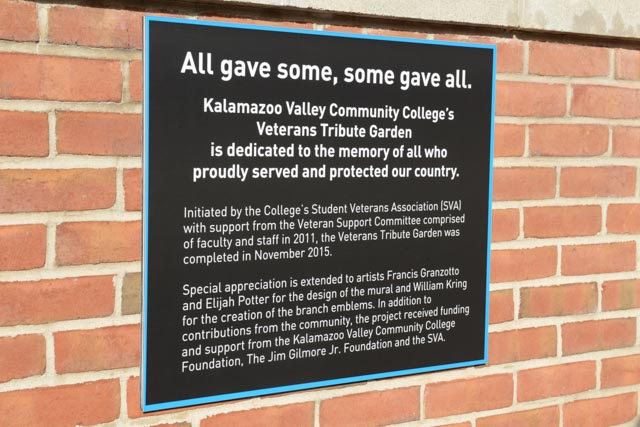 All gave some, some gave all.
Kalamazoo Valley Community College's
Veterans Tribute Garden
is dedicated to the memory of all who
proudly served and protected our country.
Initiated by the College's Student Veterans Association (SVA)
with support from the Veteran Support Committee comprised
of faculty and staff in 2011, the Veterans Tribute Garden was
completed in November 2015.
Special appreciation is extended to artists Francis Granzotto
and Elijah Potter for the design of the mural and William Kring
for the creation of the branch emblems. In addition to
contributions from the community, the project received funding
and support from the Kalamazoo Valley Community College
Foundation, The Jim Gilmore Jr. Foundation and the SVA.